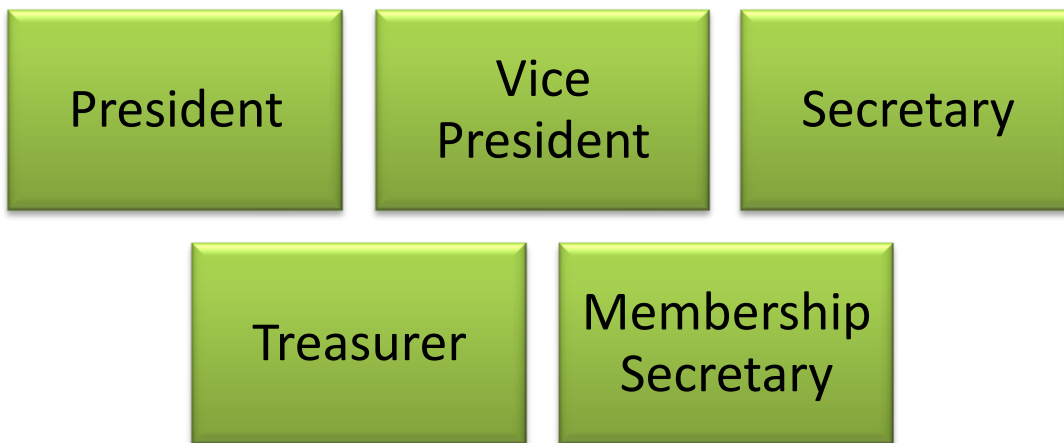 President
Vice
President
Secretary
Treasurer
Membership
Secretary